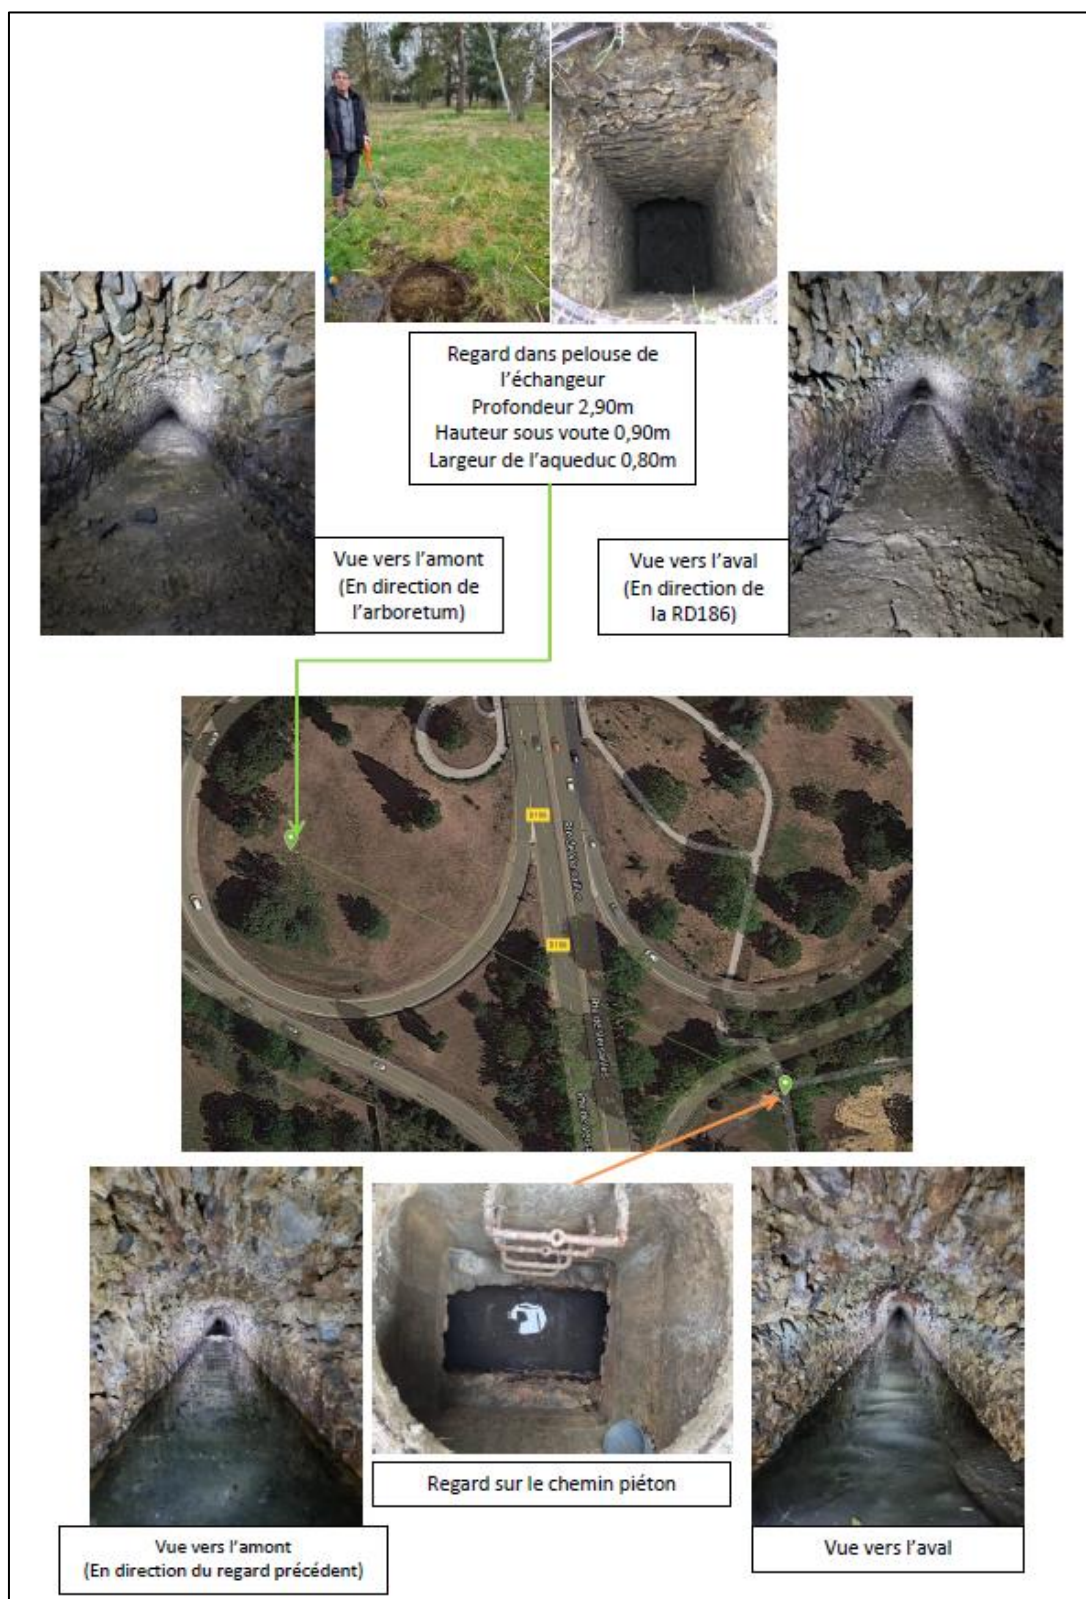 Regard dans pelouse de
l'échangeur
Profondeur 2,90m
Hauteur sous voute 0,90m
Largeur de l'aqueduc 0,80m
Vue vers l'amont
(En direction de
l'arboretum)
Vue vers l'aval
(En direction de
la RD186)
D186
D186
Regard sur le chemin piéton
Vue vers l'amont
(En direction du regard précédent)
Vue vers l'aval